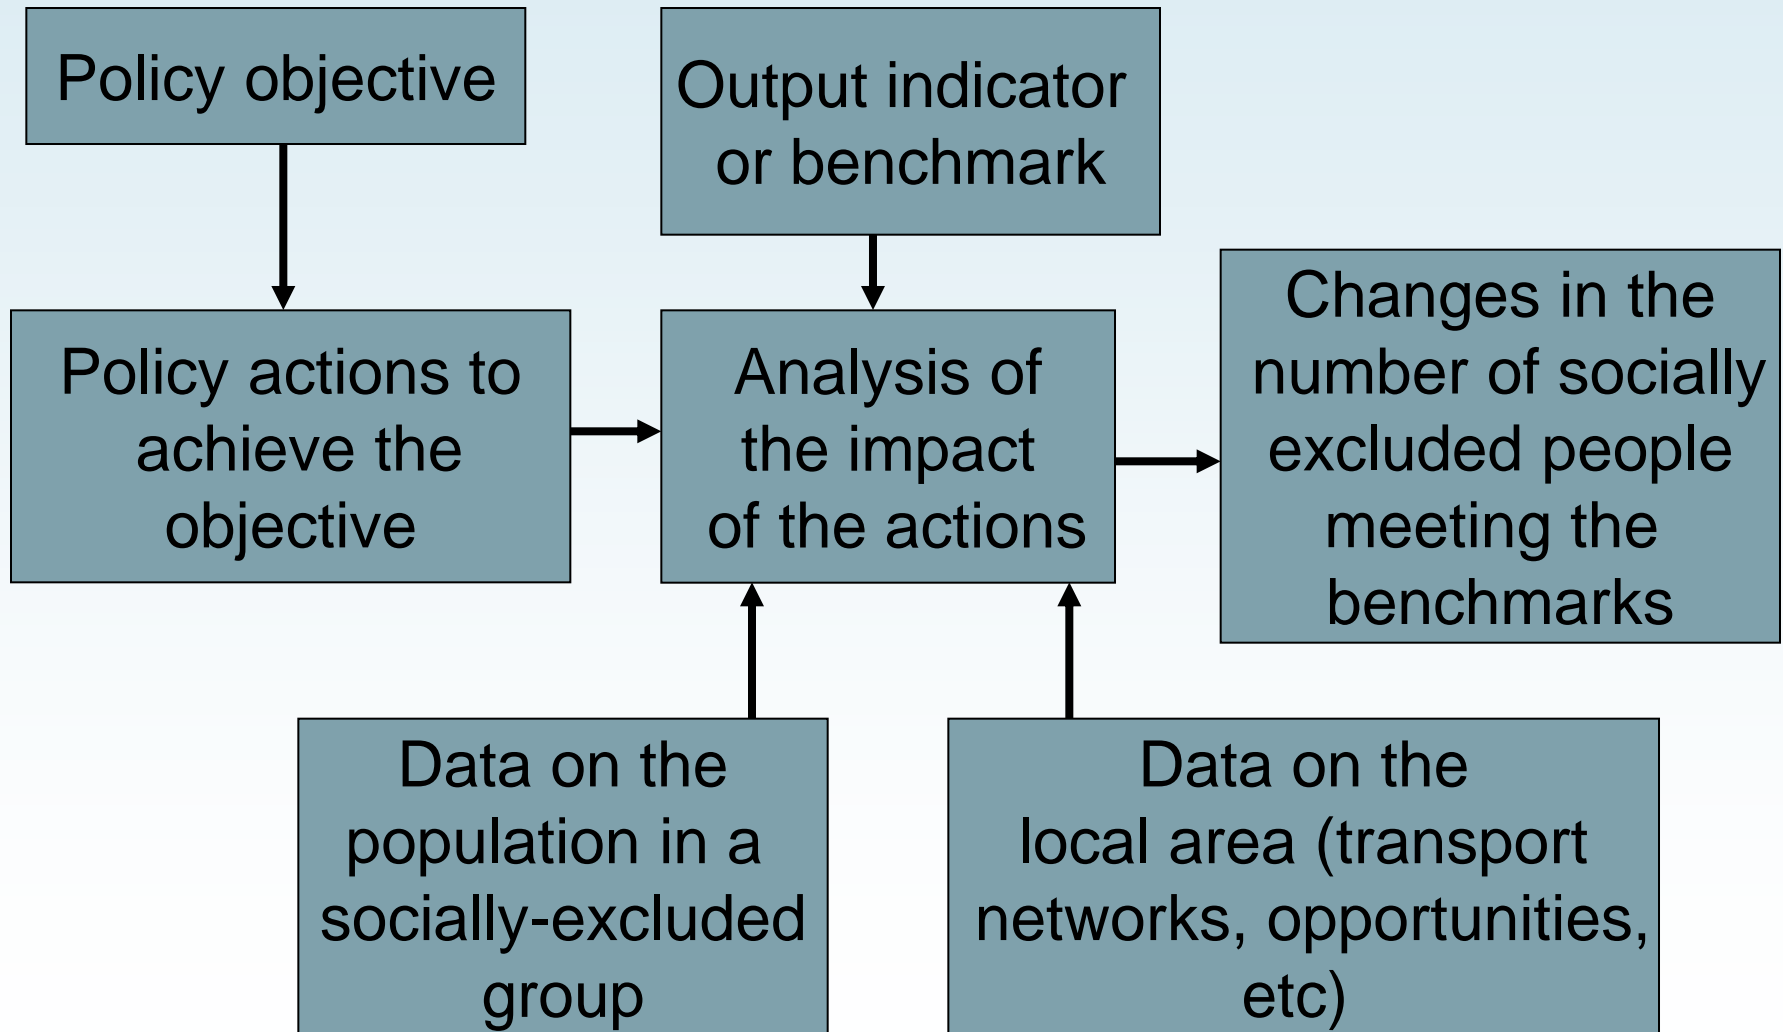 Policy objective
Output indicator
or benchmark
Policy actions to
achieve the
objective
Analysis of
the impact
of the actions
Changes in the
number of socially
excluded people
meeting the
benchmarks
Data on the
population in a
socially-excluded
group
Data on the
local area (transport
networks, opportunities,
etc)